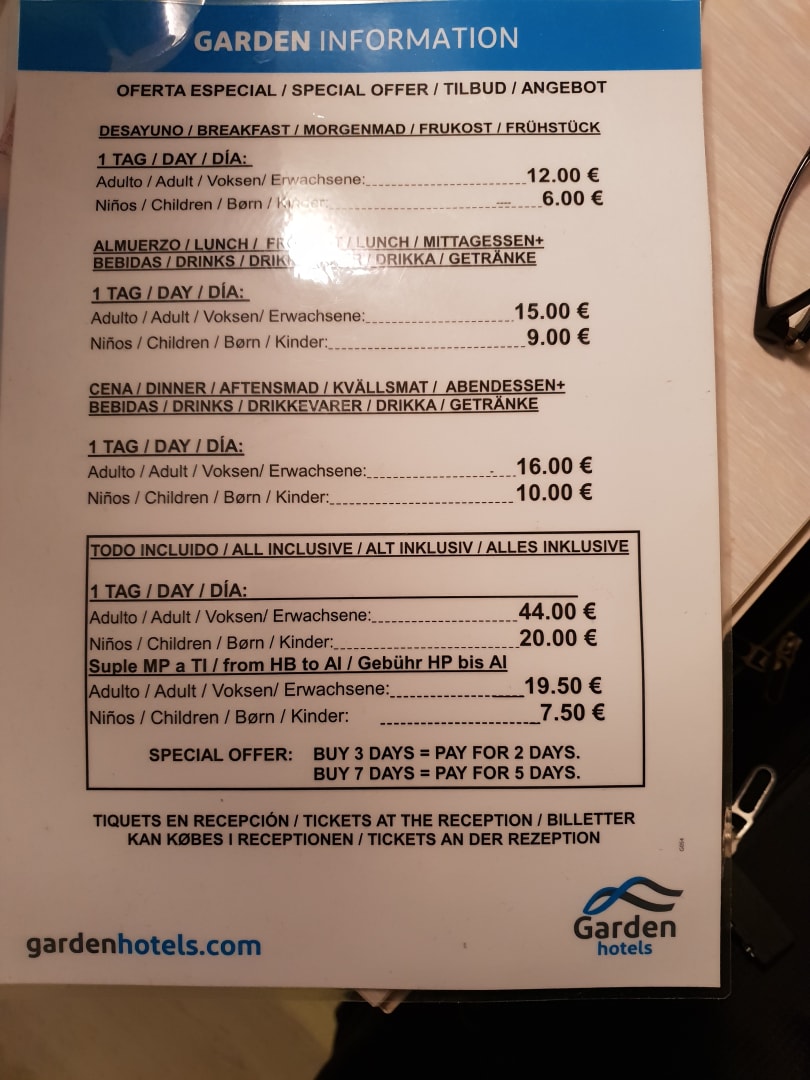 GARDEN INFORMATION
OFERTA ESPECIAL / SPECIAL OFFER / TILBUD / ANGEBOT
DESAYUNO / BREAKFAST / MORGENMAD / FRUKOST / FRÜHSTÜCK
1 TAG / DAY / DÍA:
Adulto / Adult / Voksen/ Erwachsene: 12.00 €
Niños / Children / Børn / Kinder: 6.00 €
ALMUERZO / LUNCH / / LUNCH / MITTAGESSEN+
BEBIDAS / DRINKS / / DRIKKA / GETRÄNKE
1 TAG / DAY / DÍA:
Adulto / Adult / Voksen/ Erwachsene: 15.00 €
Niños / Children / Børn / Kinder: 9.00 €
CENA / DINNER / AFTENSMAD / KVÄLLSMAT / ABENDESSEN+
BEBIDAS / DRINKS / DRIKKEVARER / DRIKKA / GETRÄNKE
1 TAG / DAY / DÍA:
Adulto / Adult / Voksen/ Erwachsene: 16.00 €
Niños / Children / Børn / Kinder: 10.00 €
TODO INCLUIDO / ALL INCLUSIVE / ALT INKLUSIV / ALLES INKLUSIVE
1 TAG / DAY / DÍA:
Adulto / Adult / Voksen/ Erwachsene: 44.00 €
Niños / Children / Børn / Kinder: 20.00 €
Suple MP a TI / from HB to AI / Gebühr HP bis AI
Adulto / Adult / Voksen/ Erwachsene: 19.50 €
Niños / Children / Børn / Kinder: 7.50 €
SPECIAL OFFER: BUY 3 DAYS = PAY FOR 2 DAYS.
BUY 7 DAYS = PAY FOR 5 DAYS.
TIQUETS EN RECEPCIÓN / TICKETS AT THE RECEPTION / BILLETTER
KAN KØBES I RECEPTIONEN / TICKETS AN DER REZEPTION
gardenhotels.com
Garden
hotels